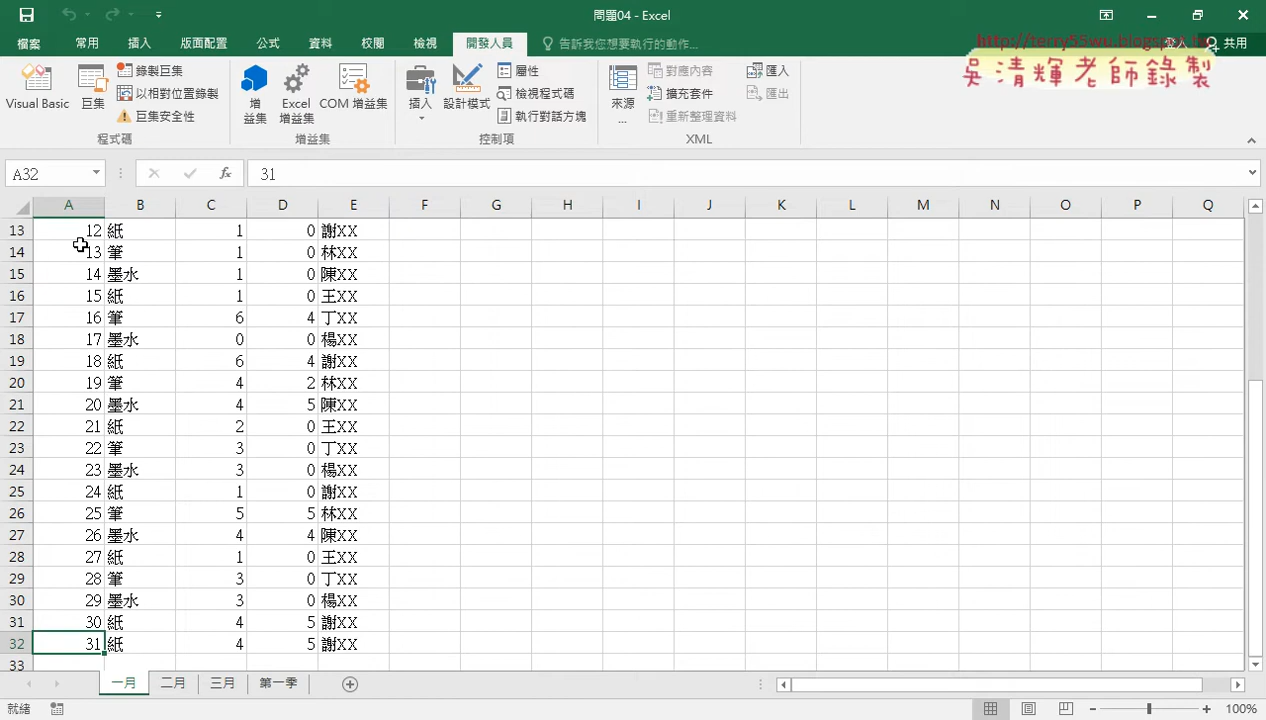 問題04 - Excel
檔案 常用 插入 版面配置 公式 資料 校閱 檢視 開發人員 告訴我您想要執行的動作... 登入 共用
http://terry55wu.blogspot.tw
吳清輝老師錄製
Visual Basic 巨集 錄製巨集 以相對位置錄製 巨集安全性
增益集 Excel 增益集 COM 增益集
插入 設計模式 屬性 檢視程式碼 執行對話方塊
來源... 對應內容 擴充套件 重新整理資料 匯入 匯出
程式碼 增益集 控制項 XML
A32 fx 31
A B C D E F G H I J K L M N O P Q
13 12 紙 1 0 謝XX
14 13 筆 1 0 林XX
15 14 墨水 1 0 陳XX
16 15 紙 1 0 王XX
17 16 筆 6 4 丁XX
18 17 墨水 0 0 楊XX
19 18 紙 6 4 謝XX
20 19 筆 4 2 林XX
21 20 墨水 4 5 陳XX
22 21 紙 2 0 王XX
23 22 筆 3 0 丁XX
24 23 墨水 3 0 楊XX
25 24 紙 1 0 謝XX
26 25 筆 5 5 林XX
27 26 墨水 4 4 陳XX
28 27 紙 1 0 王XX
29 28 筆 3 0 丁XX
30 29 墨水 3 0 楊XX
31 30 紙 4 5 謝XX
32 31 紙 4 5 謝XX
33
一月 二月 三月 第一季
就緒 100%